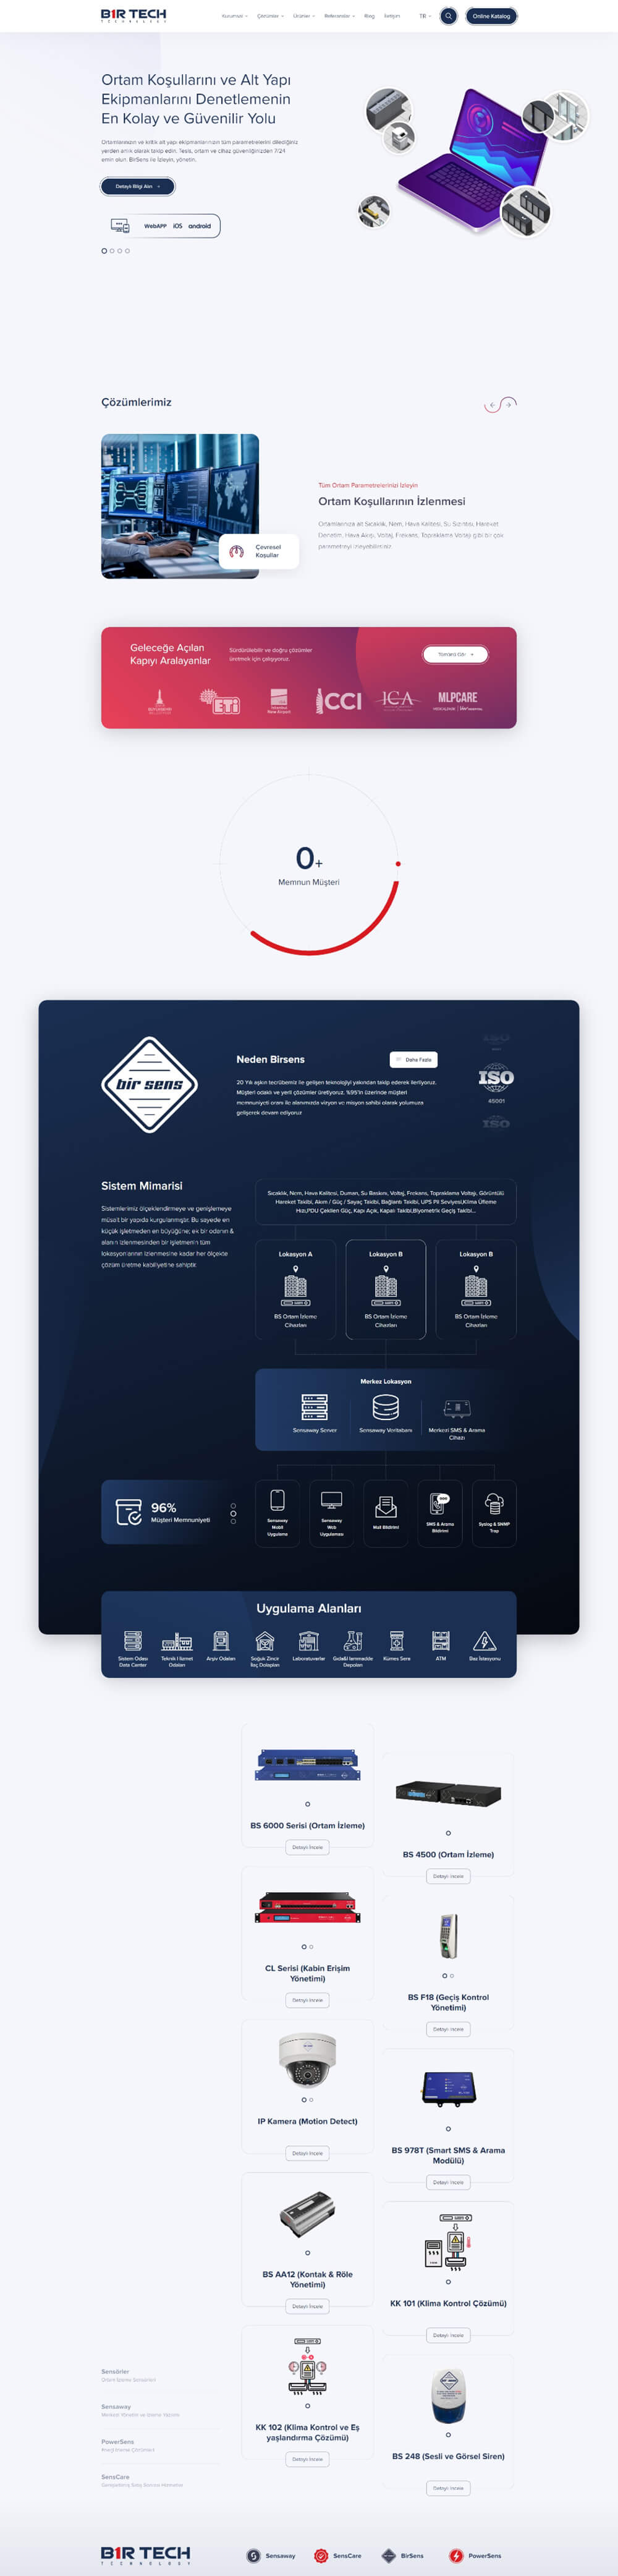 BIR TECH
TECHNOLOGY
Kurumsal
Çözümler
Ürünler
Referanslar
Blog
İletişim
TR
Online Katalog
Ortam Koşullarını ve Alt Yapı
Ekipmanlarını Denetlemenin
En Kolay ve Güvenilir Yolu
Ortamlarınızın ve kritik alt yapı ekipmanlarınızın tüm parametrelerini dilediğiniz
yerden anlık olarak takip edin. Tesis, ortam ve cihaz güvenliğinizden 7/24
emin olun. BirSens ile İzleyin, yönetin.
Detaylı Bilgi Alın
WebAPP iOS android
Çözümlerimiz
Çevresel
Koşullar
Tüm Ortam Parametrelerinizi İzleyin
Ortam Koşullarının İzlenmesi
Ortamlarınıza ait Sıcaklık, Nem, Hava Kalitesi, Su Sızıntısı, Hareket
Denetim, Hava Akışı, Voltaj, Frekans, Topraklama Voltajı gibi bir çok
parametreyi
Geleceğe Açılan
Kapıyı Aralayanlar
Sürdürülebilir ve doğru çözümler
üretmek için çalışıyoruz.
Tümünü Gör
ETİ
İstanbul
New Airport
CCI
ICA
MLPCARE
0+
Memnun Müşteri
bir sens
Neden Birsens
Daha Fazla
20 Yılı aşkın tecrübemiz ile gelişen teknolojiyi yakından takip ederek ilerliyoruz.
Müşteri odaklı ve yerli çözümler üretiyoruz. %95'in üzerinde müşteri
memnuniyeti oranı ile alanımızda vizyon ve misyon sahibi olarak yolumuza
gelişerek devam ediyoruz
ISO
ISO
45001
ISO
Sistem Mimarisi
Sistemlerimiz ölçeklendirmeye ve genişlemeye
müsait bir yapıda kurgulanmıştır. Bu sayede en
küçük işletmeden en büyüğüne; ek bir odanın &
alanın izlenmesinden bir işletmenin tüm
lokasyonlarının izlenmesine kadar her ölçekte
çözüm üretme kabiliyetine sahiptir.
Sıcaklık, Nem, Hava Kalitesi, Duman, Su Baskını, Voltaj, Frekans, Topraklama Voltajı, Görüntülü
Hareket Takibi, Akım / Güç / Sayaç Takibi, Bağlantı Takibi, UPS Pil Seviyesi,Klima Üfleme
Hızı,PDU Çekilen Güç, Kapı Açık, Kapalı Takibi,Biyometrik Geçiş Takibi...
Lokasyon A
BS Ortam İzleme
Cihazları
Lokasyon B
BS Ortam İzleme
Cihazları
Lokasyon B
BS Ortam İzleme
Cihazları
Merkez Lokasyon
Sensaway Server
Sensaway Veritabanı
Merkezi SMS & Arama
Cihazı
96%
Müşteri Memnuniyeti
Sensaway
Mobil
Uygulama
Sensaway
Web
Uygulaması
Mail Bildirimi
SMS & Arama
Bildirimi
Syslog & SNMP
Trap
Uygulama Alanları
Sistem Odası
Data Center
Teknik Hizmet
Odaları
Arşiv Odaları
Soğuk Zincir
İlaç Dolapları
Laboratuvarlar
Gıda&İklemnadde
Depoları
Kümes Sera
ATM
Baz İstasyonu
BS 6000 Serisi (Ortam İzleme)
Detaylı İncele
BS 4500 (Ortam İzleme)
Detaylı İncele
CL Serisi (Kabin Erişim
Yönetimi)
Detaylı İncele
BS F18 (Geçiş Kontrol
Yönetimi)
Detaylı İncele
IP Kamera (Motion Detect)
Detaylı İncele
BS 978T (Smart SMS & Arama
Modülü)
Detaylı İncele
BS AA12 (Kontak & Röle
Yönetimi)
Detaylı İncele
KK 101 (Klima Kontrol Çözümü)
Detaylı İncele
KK 102 (Klima Kontrol ve Eş
yaşlandırma Çözümü)
Detaylı İncele
BS 248 (Sesli ve Görsel Siren)
Detaylı İncele
Sensörler
Ortam İzleme Sensörleri
Sensaway
Merkezi Yönetim ve İzleme Yazılımı
PowerSens
Enerji İzleme Çözümleri
SensCare
Genişletilmiş Satış Sonrası Hizmetler
BIR TECH
TECHNOLOGY
Sensaway
SensCare
BirSens
PowerSens